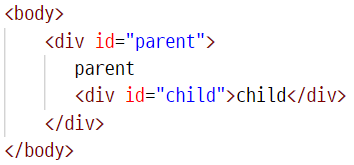 <body>
<div id="parent">
parent
<div id="child">child</div>
</div>
</body>